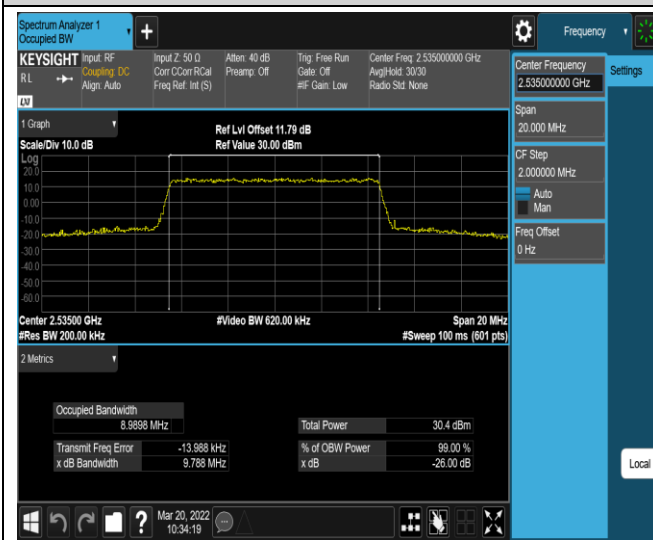 Spectrum Analyzer 1
Occupied BW
+
Frequency
KEYSIGHT
RL
LXI
Input: RF
Coupling: DC
Align: Auto
Input Z: 50 Ω
Corr CCorr RCal
Freq Ref: Int (S)
Atten: 40 dB
Preamp: Off
Trig: Free Run
Gate: Off
#IF Gain: Low
Center Freq: 2.535000000 GHz
Avg|Hold: 30/30
Radio Std: None
Center Frequency
2.535000000 GHz
Settings
Span
20.000 MHz
CF Step
2.000000 MHz
Auto
Man
Freq Offset
0 Hz
1 Graph
Scale/Div 10.0 dB
Ref Lvl Offset 11.79 dB
Ref Value 30.00 dBm
Log
20.0
10.0
0.00
-10.0
-20.0
-30.0
-40.0
-50.0
-60.0
Center 2.53500 GHz
#Video BW 620.00 kHz
Span 20 MHz
#Res BW 200.00 kHz
#Sweep 100 ms (601 pts)
2 Metrics
Occupied Bandwidth
8.9898 MHz
Total Power 30.4 dBm
Transmit Freq Error -13.988 kHz
% of OBW Power 99.00 %
x dB Bandwidth 9.788 MHz
x dB -26.00 dB
Local
?
Mar 20, 2022
10:34:19